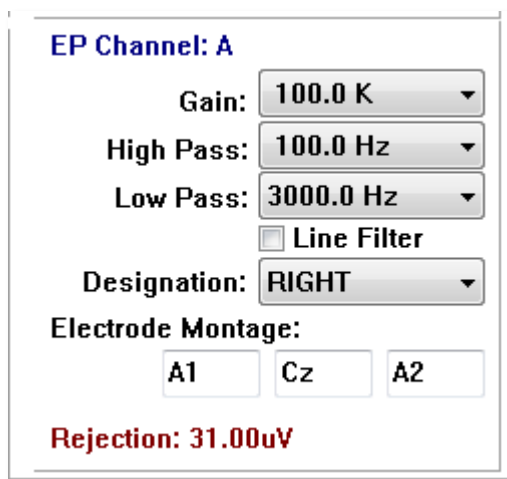 EP Channel: A
Gain: 100.0 K
High Pass: 100.0 Hz
Low Pass: 3000.0 Hz
Line Filter
Designation: RIGHT
Electrode Montage:
A1 Cz A2
Rejection: 31.00uV